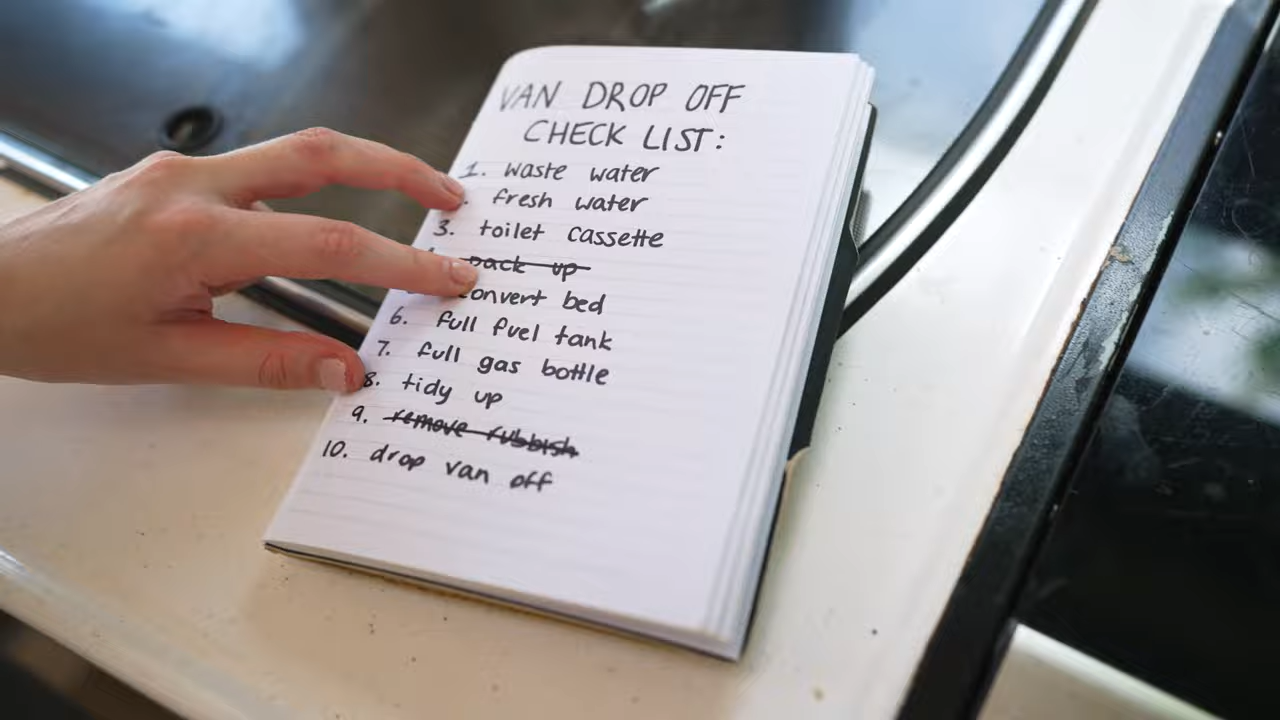 VAN DROP OFF
CHECK LIST:
1. waste water
. fresh water
3. toilet cassette
pack up
convert bed
6. full fuel tank
7. full gas bottle
8. tidy up
9. remove rubbish
10. drop van off